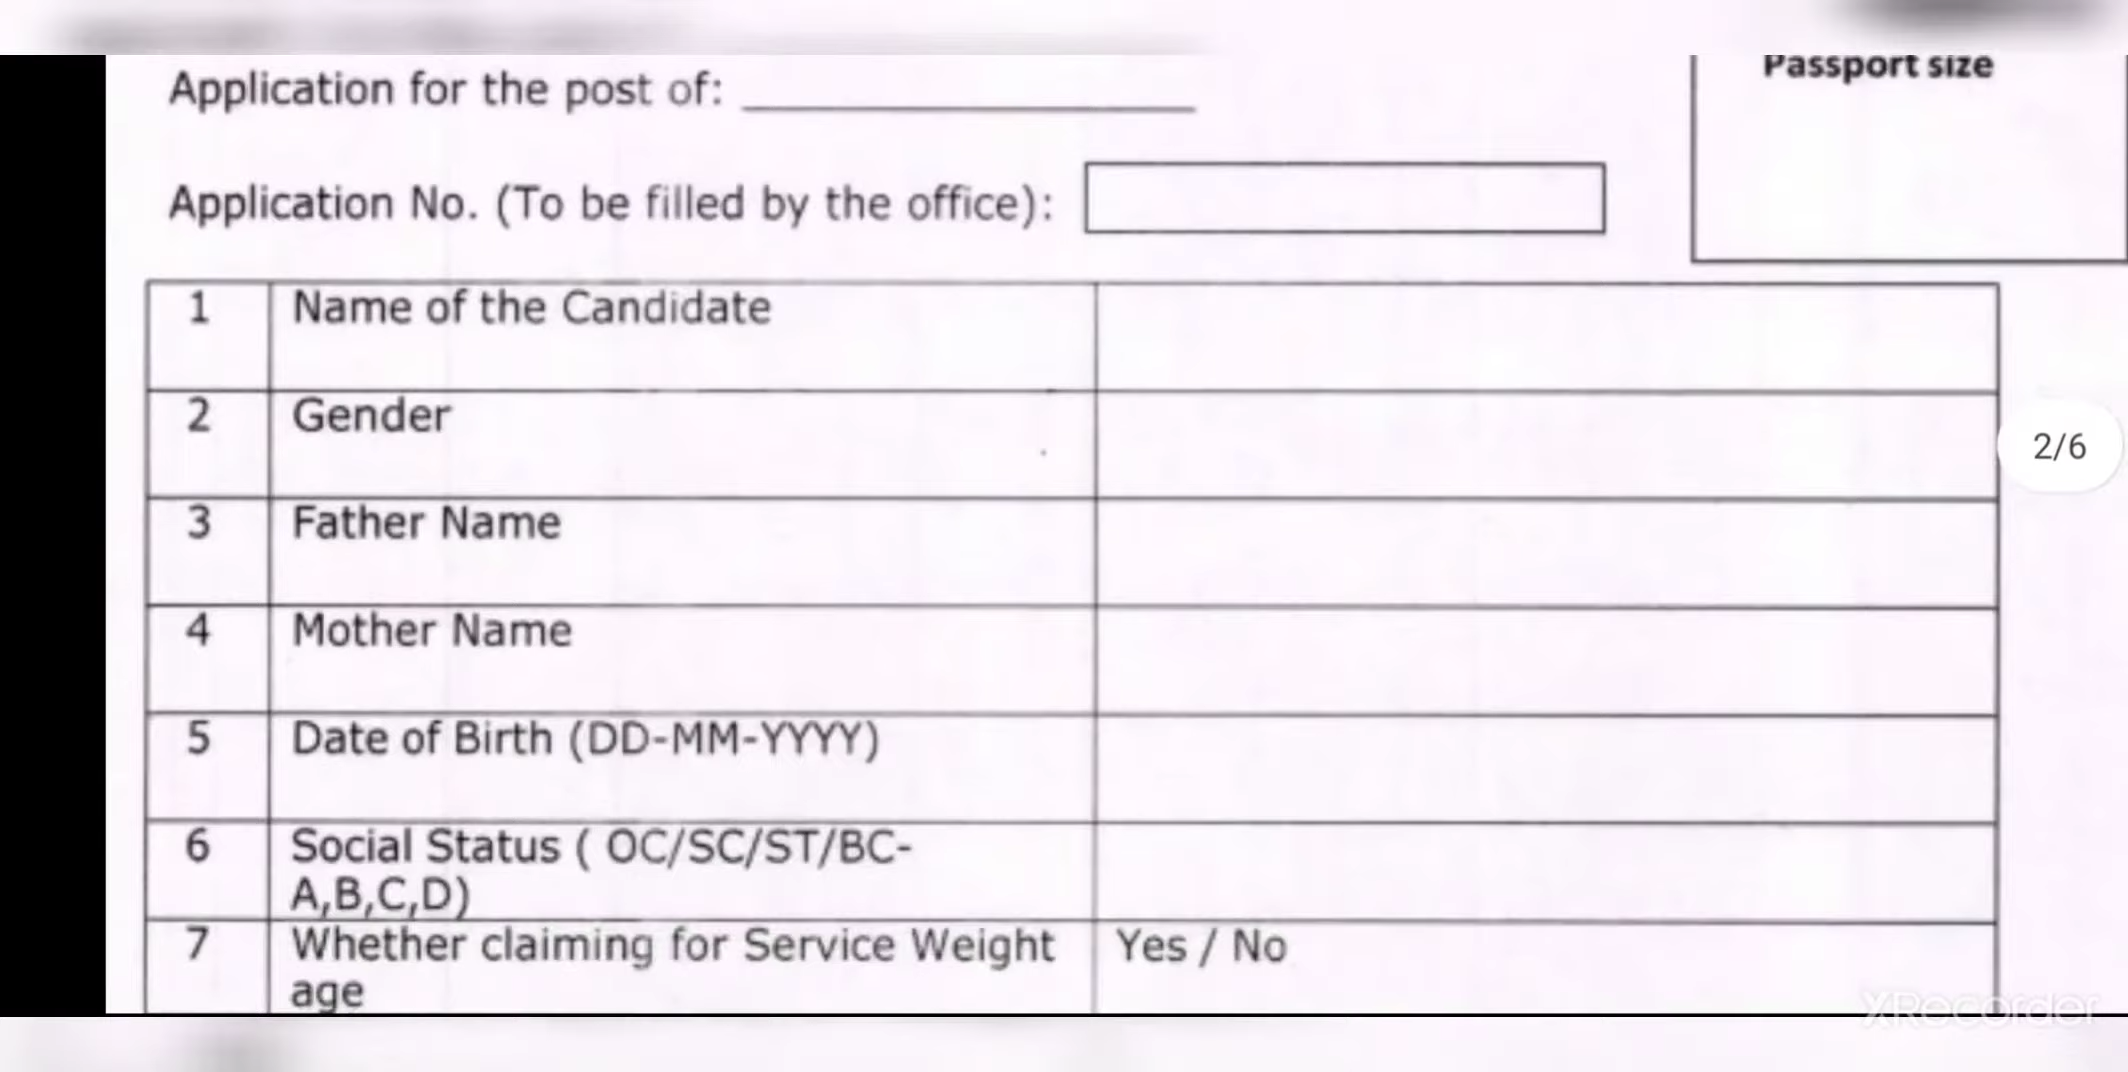 Passport size
Application for the post of:
Application No. (To be filled by the office):
1 Name of the Candidate
2 Gender
2/6
3 Father Name
4 Mother Name
5 Date of Birth (DD-MM-YYYY)
6 Social Status ( OC/SC/ST/BC-
A,B,C,D)
7 Whether claiming for Service Weight Yes / No
age
XRecorder